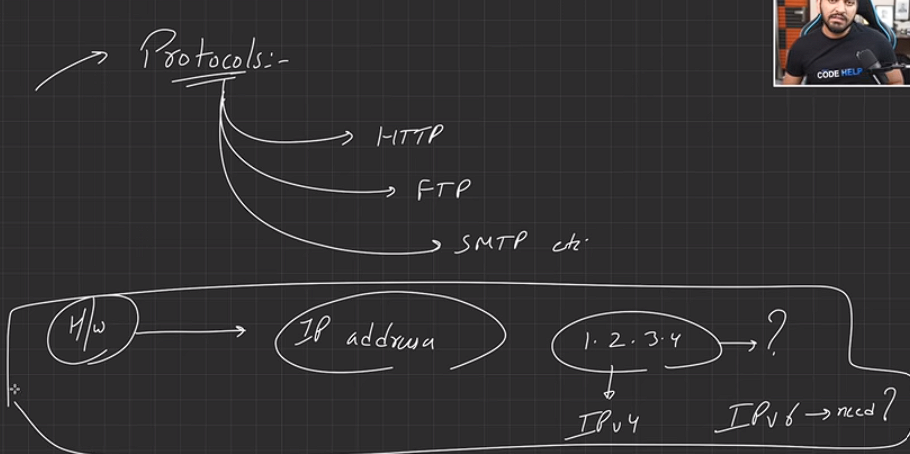 CODE HELP
Protocols:-
HTTP
FTP
SMTP etc.
H/W
IP address
1.2.3.4
?
IPv4
IPv6 → need?